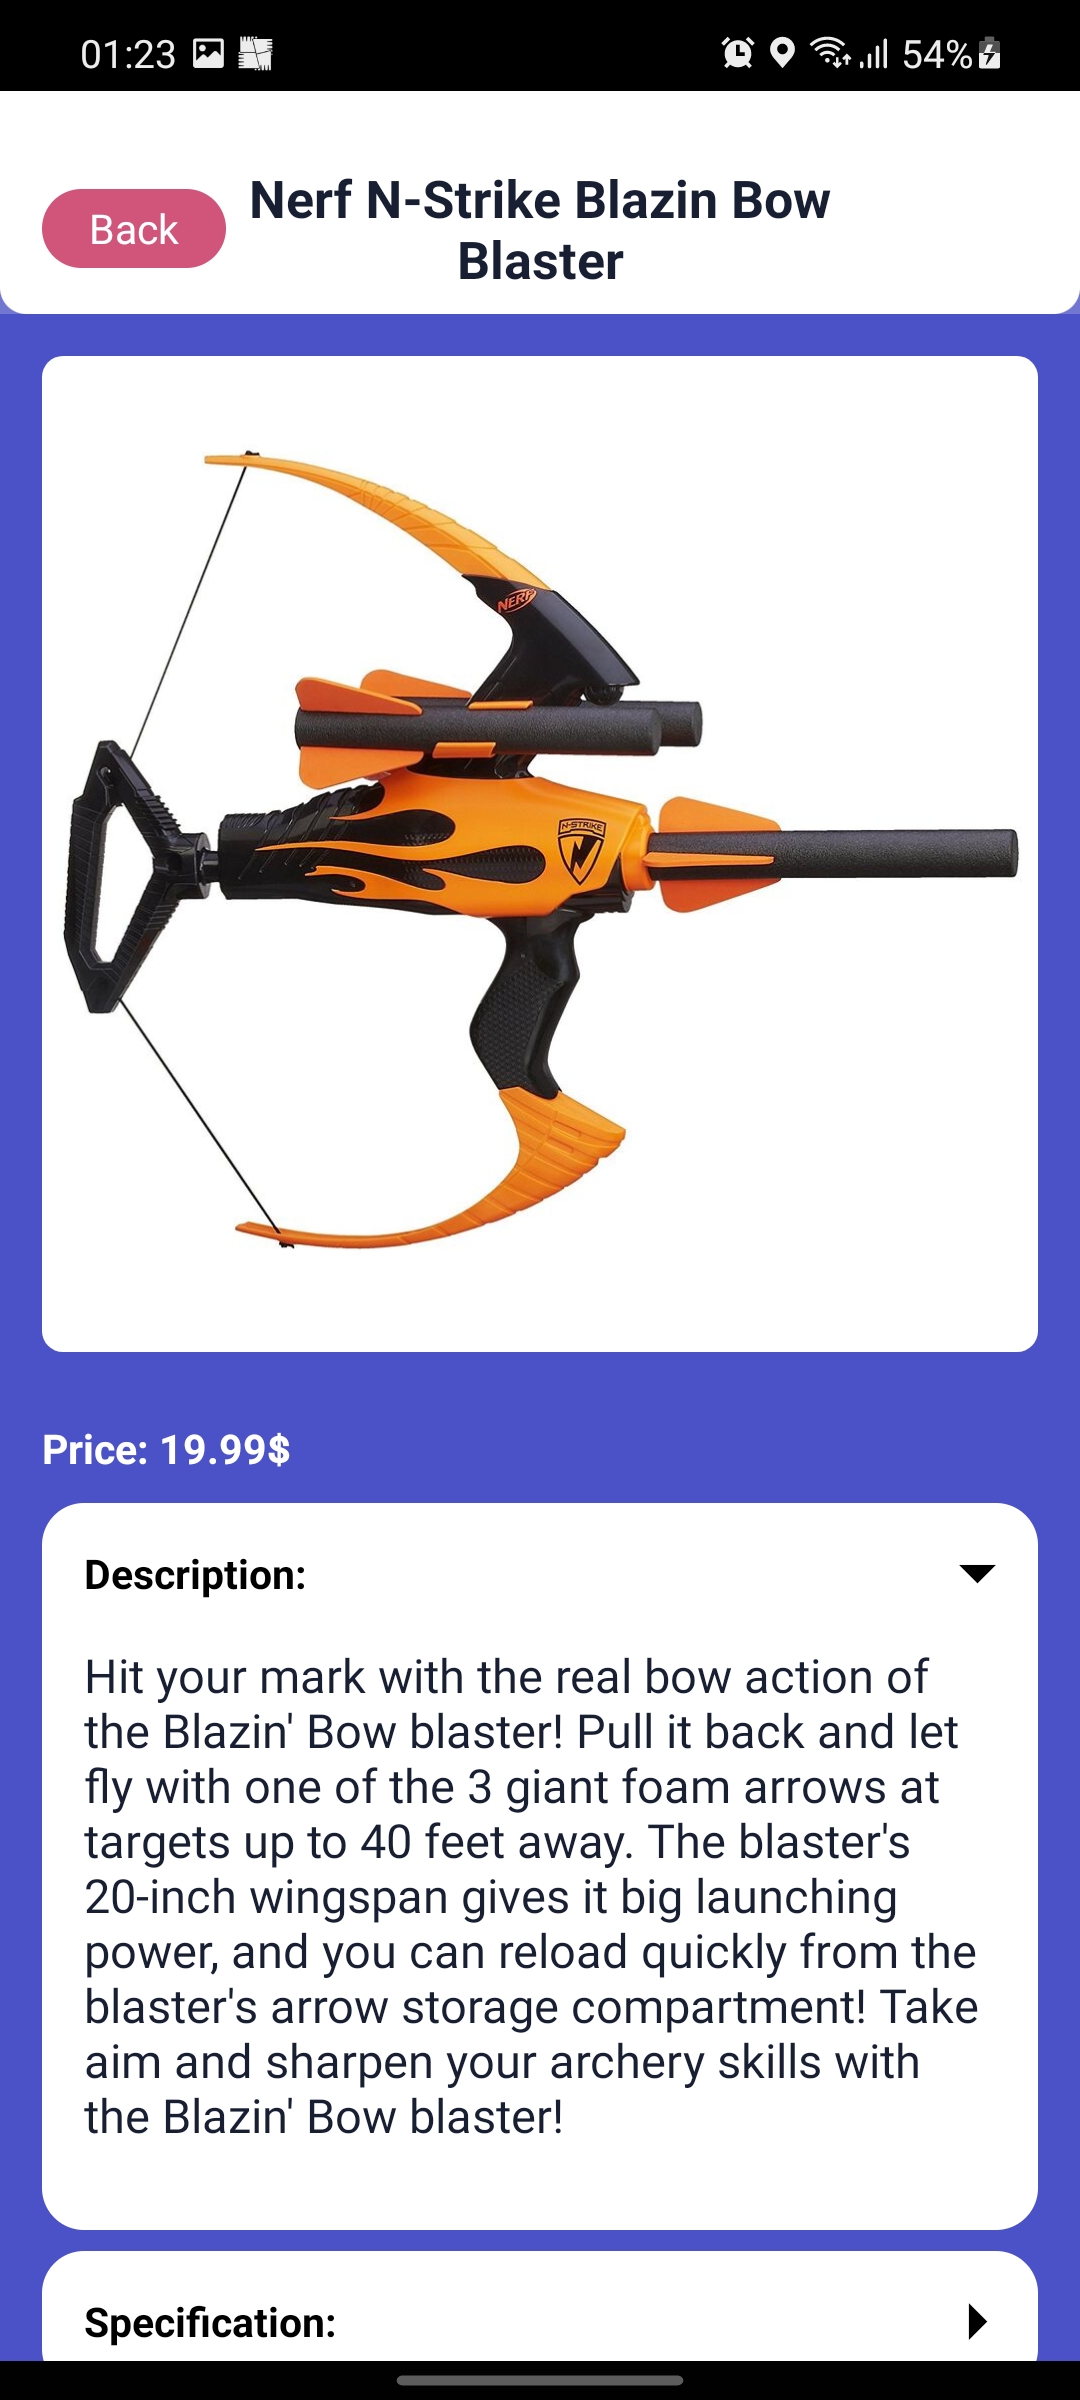 01:23
54%
Back
Nerf N-Strike Blazin Bow
Blaster
NERF
N-STRIKE
Price: 19.99$
Description:
Hit your mark with the real bow action of
the Blazin' Bow blaster! Pull it back and let
fly with one of the 3 giant foam arrows at
targets up to 40 feet away. The blaster's
20-inch wingspan gives it big launching
power, and you can reload quickly from the
blaster's arrow storage compartment! Take
aim and sharpen your archery skills with
the Blazin' Bow blaster!
Specification: